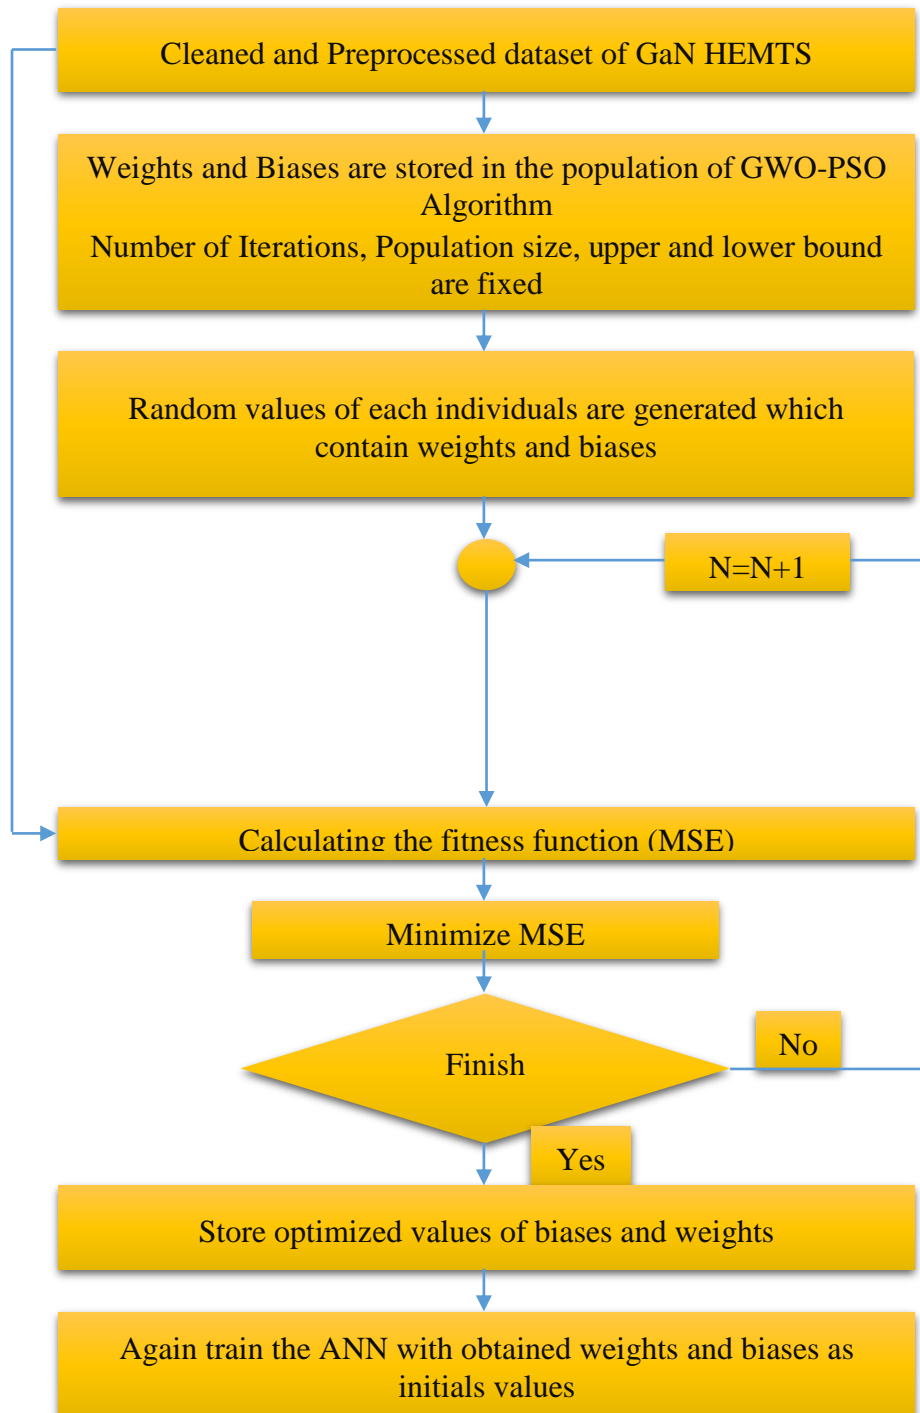 Cleaned and Preprocessed dataset of GaN HEMTS
Weights and Biases are stored in the population of GWO-PSO
Algorithm
Number of Iterations, Population size, upper and lower bound
are fixed
Random values of each individuals are generated which
contain weights and biases
N=N+1
Calculating the fitness function (MSE)
Minimize MSE
Finish
No
Yes
Store optimized values of biases and weights
Again train the ANN with obtained weights and biases as
initials values